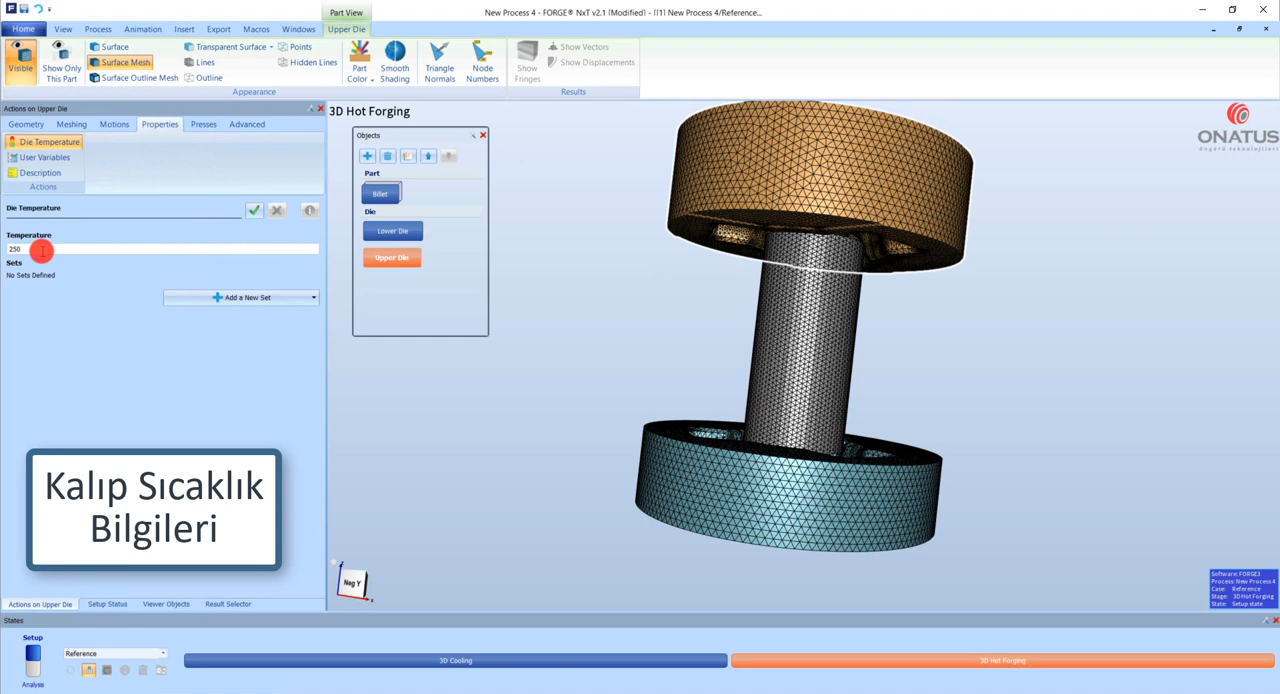 Part View
New Process 4 - FORGE® NxT v2.1 [Modified] - [[1] New Process 4/Reference...
Home
View
Process
Animation
Insert
Export
Macros
Windows
Upper Die
Visible
Show Only This Part
Surface
Surface Mesh
Surface Outline Mesh
Transparent Surface
Lines
Outline
Points
Hidden Lines
Part Color
Smooth Shading
Triangle Normals
Node Numbers
Show Fringes
Show Vectors
Show Displacements
Appearance
Results
Actions on Upper Die
Geometry
Meshing
Motions
Properties
Presses
Advanced
Die Temperature
User Variables
Description
Actions
Die Temperature
Temperature
250
Sets
No Sets Defined
Add a New Set
3D Hot Forging
Objects
Part
Billet
Die
Lower Die
Upper Die
ONATUS
öngörü teknolojileri
Kalıp Sıcaklık
Bilgileri
Neg Y
Software: FORGE3
Process: New Process 4
Case: Reference
Stage: 3D Hot Forging
State: Setup state
Actions on Upper Die
Setup Status
Viewer Objects
Result Selector
States
Setup
Analysis
Reference
3D Cooling
3D Hot Forging